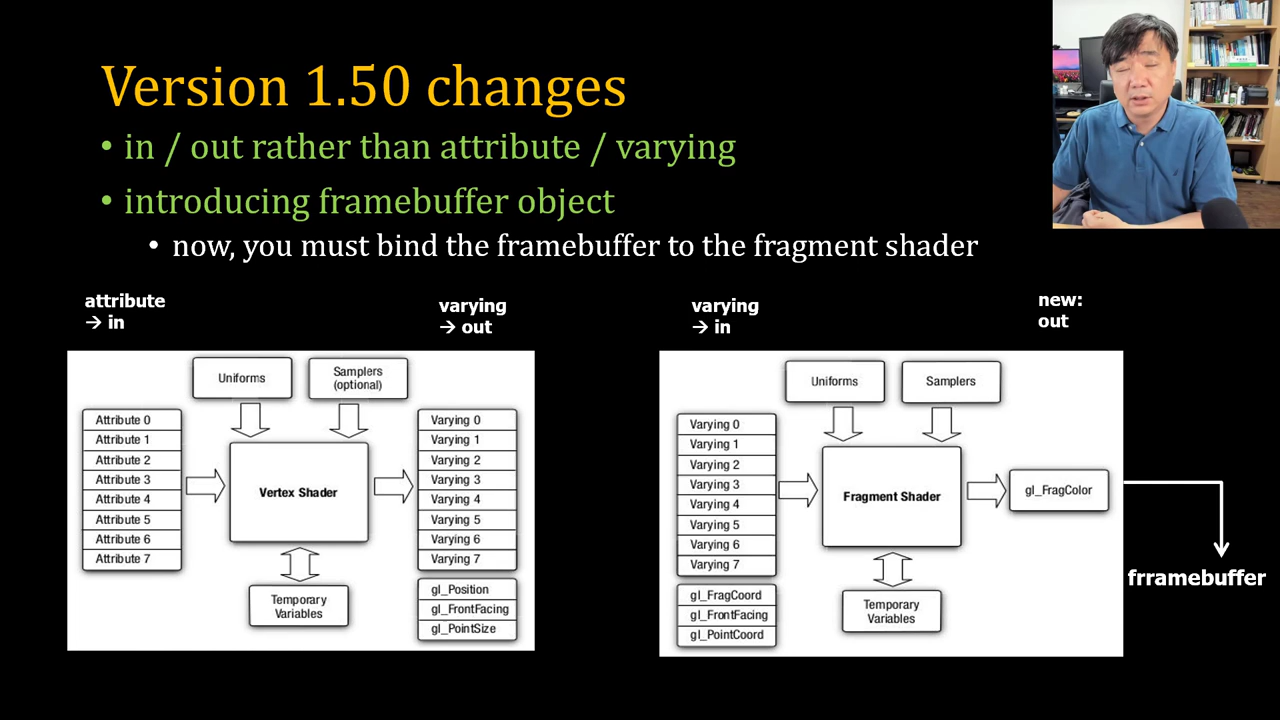 Version 1.50 changes
• in / out rather than attribute / varying
• introducing framebuffer object
• now, you must bind the framebuffer to the fragment shader
attribute
→ in
varying
→ out
varying
→ in
new:
out
Uniforms
Samplers
(optional)
Attribute 0
Attribute 1
Attribute 2
Attribute 3
Attribute 4
Attribute 5
Attribute 6
Attribute 7
Vertex Shader
Varying 0
Varying 1
Varying 2
Varying 3
Varying 4
Varying 5
Varying 6
Varying 7
gl_Position
gl_FrontFacing
gl_PointSize
Temporary
Variables
Uniforms
Samplers
Varying 0
Varying 1
Varying 2
Varying 3
Varying 4
Varying 5
Varying 6
Varying 7
gl_FragCoord
gl_FrontFacing
gl_PointCoord
Fragment Shader
gl_FragColor
Temporary
Variables
frramebuffer